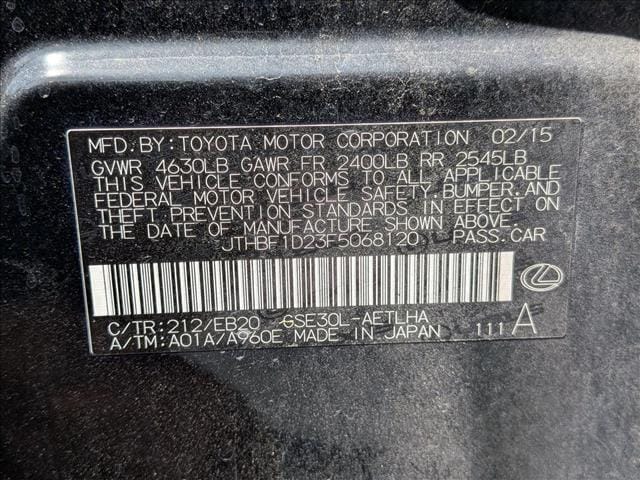 MFD.BY:TOYOTA MOTOR CORPORATION 02/15
GVWR 4630LB GAWR FR 2400LB RR 2545LB
THIS VEHICLE CONFORMS TO ALL APPLICABLE
FEDERAL MOTOR VEHICLE SAFETY,BUMPER,AND
THEFT PREVENTION STANDARDS IN EFFECT ON
THE DATE OF MANUFACTURE SHOWN ABOVE.
JTHBF1D23F5068120 PASS.CAR
C/TR:212/EB20 GSE30L-AETLHA
A/TM:A01A/A960E MADE IN JAPAN 111 A